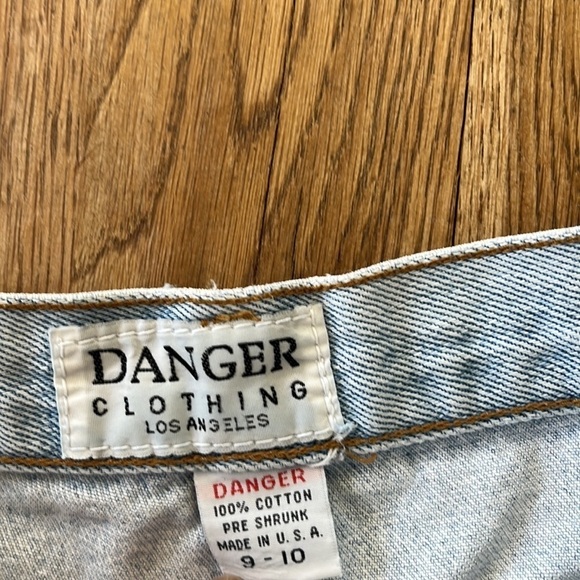 DANGER
CLOTHING
LOS ANGELES
DANGER
100% COTTON
PRE SHRUNK
MADE IN U.S.A.
9-10